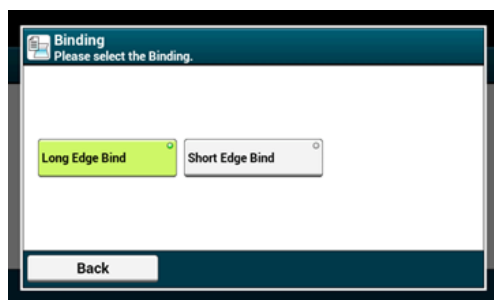 Binding
Please select the Binding.
Long Edge Bind
Short Edge Bind
Back